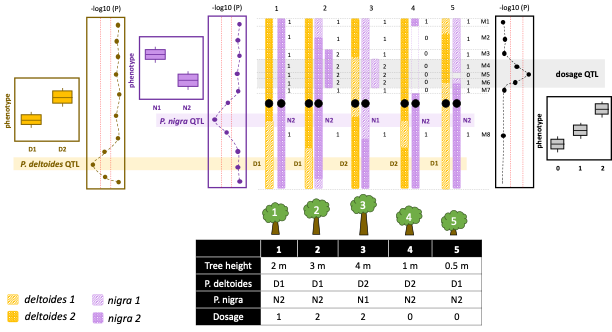 -log10 (P)
phenotype
D1 D2
P. deltoides QTL
-log10 (P)
phenotype
N1 N2
P. nigra QTL
1 2 3 4 5
1 1 1 1 0 1 M1
1 1 1 0 1 M2
1 2 1 0 1 M3
1 2 2 0 0 M4
1 2 2 0 0 M5
1 2 2 0 1 M6
1 1 1 1 1 M7
N2 N2 N1 N2 N2
1 1 1 1 1 M8
D1 D1 D2 D2 D1
-log10 (P)
dosage QTL
phenotype
0 1 2
1 2 3 4 5
1 2 3 4 5
Tree height 2 m 3 m 4 m 1 m 0.5 m
P. deltoides D1 D1 D2 D2 D1
P. nigra N2 N2 N1 N2 N2
Dosage 1 2 2 0 0
deltoides 1 nigra 1
deltoides 2 nigra 2